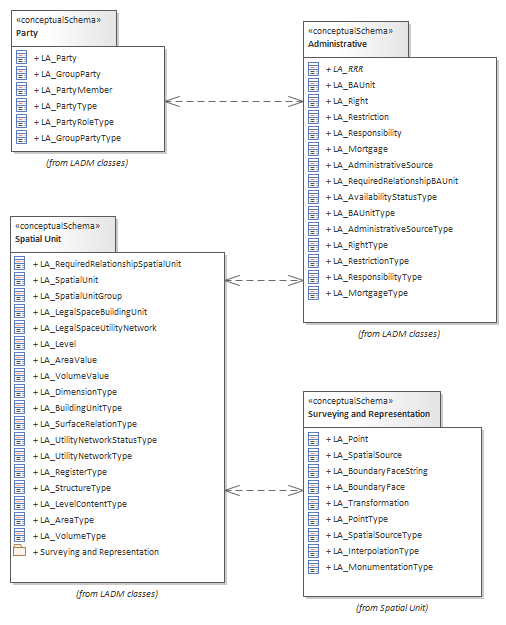 «conceptualSchema»
Party
+ LA_Party
+ LA_GroupParty
+ LA_PartyMember
+ LA_PartyType
+ LA_PartyRoleType
+ LA_GroupPartyType
(from LADM classes)
«conceptualSchema»
Administrative
+ LA_RRR
+ LA_BAUnit
+ LA_Right
+ LA_Restriction
+ LA_Responsibility
+ LA_Mortgage
+ LA_AdministrativeSource
+ LA_RequiredRelationshipBAUnit
+ LA_AvailabilityStatusType
+ LA_BAUnitType
+ LA_AdministrativeSourceType
+ LA_RightType
+ LA_RestrictionType
+ LA_ResponsibilityType
+ LA_MortgageType
(from LADM classes)
«conceptualSchema»
Spatial Unit
+ LA_RequiredRelationshipSpatialUnit
+ LA_SpatialUnit
+ LA_SpatialUnitGroup
+ LA_LegalSpaceBuildingUnit
+ LA_LegalSpaceUtilityNetwork
+ LA_Level
+ LA_AreaValue
+ LA_VolumeValue
+ LA_DimensionType
+ LA_BuildingUnitType
+ LA_SurfaceRelationType
+ LA_UtilityNetworkStatusType
+ LA_UtilityNetworkType
+ LA_RegisterType
+ LA_StructureType
+ LA_LevelContentType
+ LA_AreaType
+ LA_VolumeType
+ Surveying and Representation
(from LADM classes)
«conceptualSchema»
Surveying and Representation
+ LA_Point
+ LA_SpatialSource
+ LA_BoundaryFaceString
+ LA_BoundaryFace
+ LA_Transformation
+ LA_PointType
+ LA_SpatialSourceType
+ LA_InterpolationType
+ LA_MonumentationType
(from Spatial Unit)